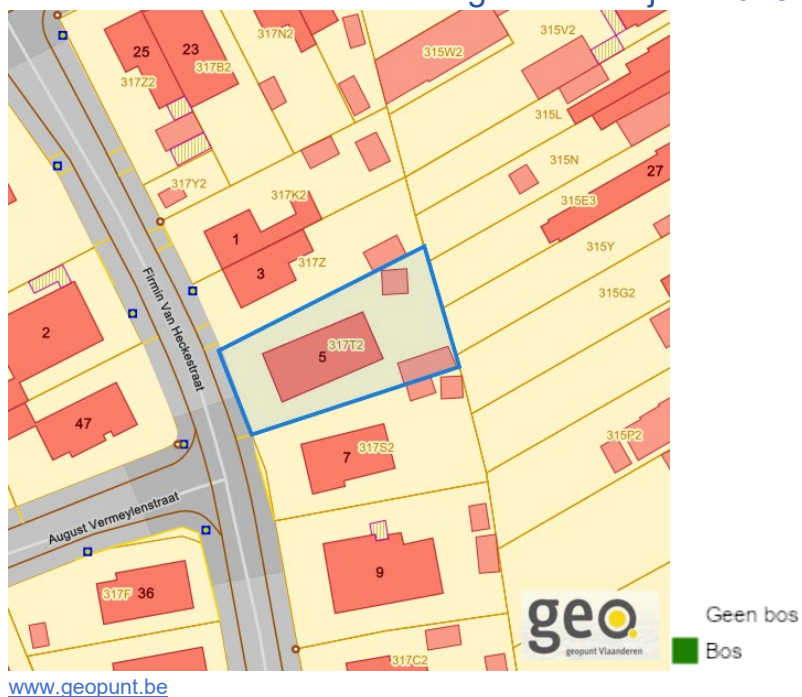 25
23
317N2
315V2
317B2
317Z2
315W2
315L
317Y2
317K2
315N
27
315E3
1
3
317Z
315Y
Firmin Van Heckestraat
315G2
2
5
317T2
47
7
317S2
315P2
August Vermeylenstraat
9
317F
36
317C2
geo
geopunt Vlaanderen
Geen bos
Bos
www.geopunt.be